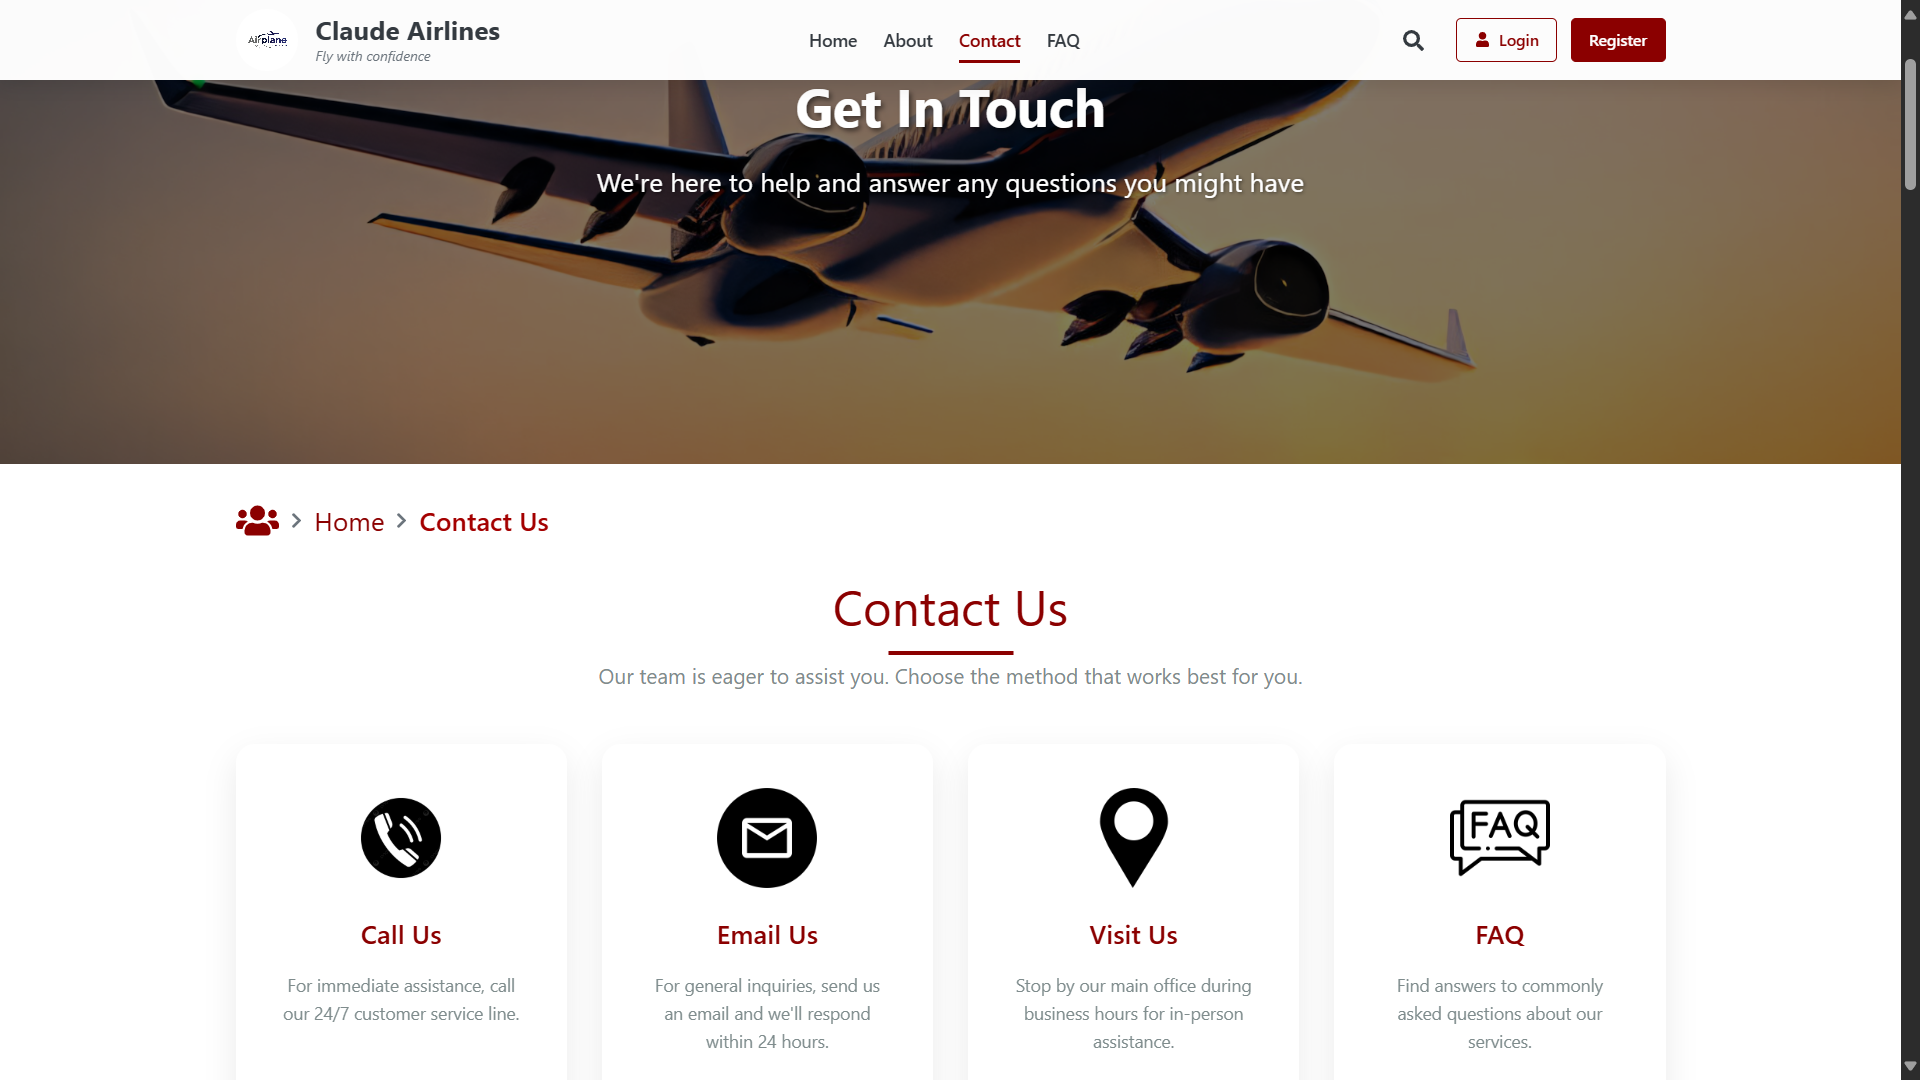 Airplane
Claude Airlines
Fly with confidence
Home
About
Contact
FAQ
Login
Register
Get In Touch
We're here to help and answer any questions you might have
Home
Contact Us
Contact Us
Our team is eager to assist you. Choose the method that works best for you.
Call Us
For immediate assistance, call
our 24/7 customer service line.
Email Us
For general inquiries, send us
an email and we'll respond
within 24 hours.
Visit Us
Stop by our main office during
business hours for in-person
assistance.
FAQ
FAQ
Find answers to commonly
asked questions about our
services.